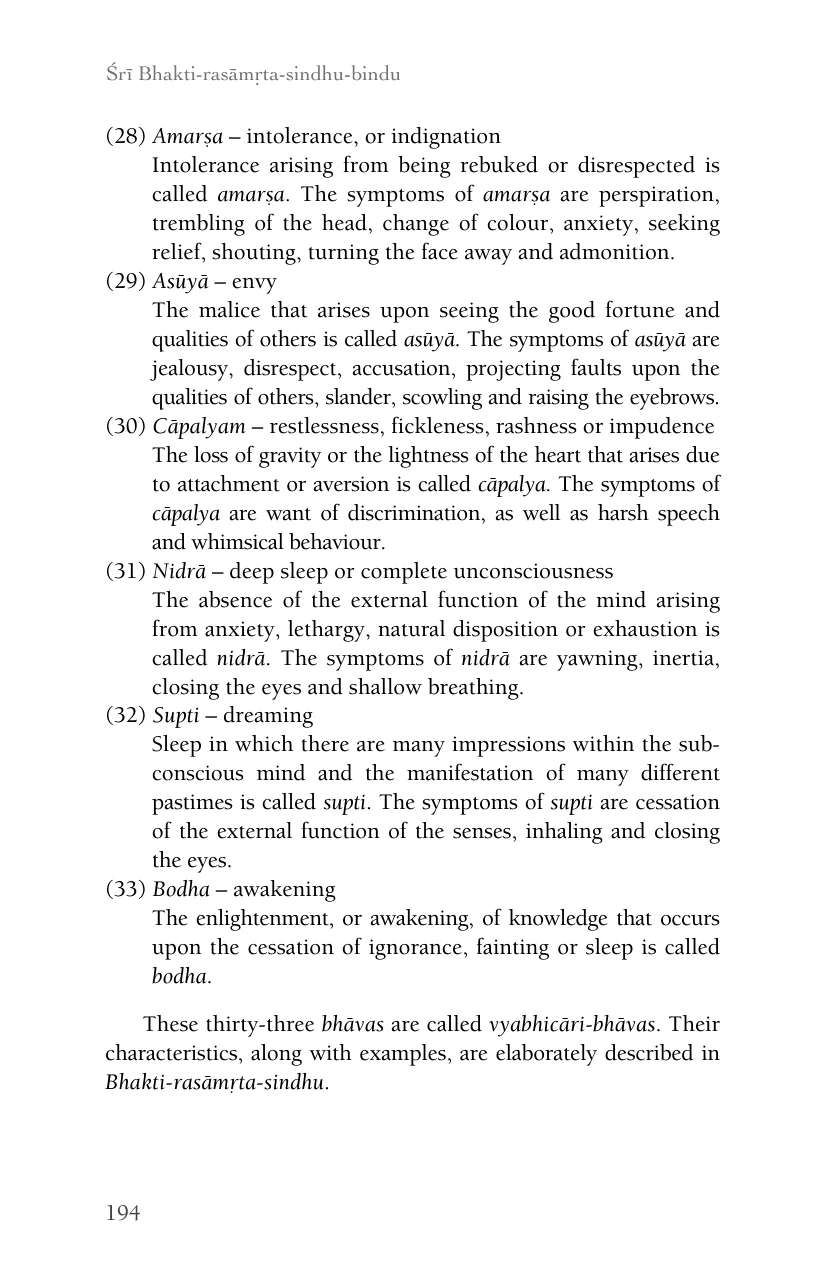 Śrī Bhakti-rasāmṛta-sindhu-bindu
(28) Amarṣa – intolerance, or indignation
Intolerance arising from being rebuked or disrespected is
called amarṣa. The symptoms of amarṣa are perspiration,
trembling of the head, change of colour, anxiety, seeking
relief, shouting, turning the face away and admonition.
(29) Asūyā – envy
The malice that arises upon seeing the good fortune and
qualities of others is called asūyā. The symptoms of asūyā are
jealousy, disrespect, accusation, projecting faults upon the
qualities of others, slander, scowling and raising the eyebrows.
(30) Cāpalyam – restlessness, fickleness, rashness or impudence
The loss of gravity or the lightness of the heart that arises due
to attachment or aversion is called cāpalya. The symptoms of
cāpalya are want of discrimination, as well as harsh speech
and whimsical behaviour.
(31) Nidrā – deep sleep or complete unconsciousness
The absence of the external function of the mind arising
from anxiety, lethargy, natural disposition or exhaustion is
called nidrā. The symptoms of nidrā are yawning, inertia,
closing the eyes and shallow breathing.
(32) Supti – dreaming
Sleep in which there are many impressions within the sub-
conscious mind and the manifestation of many different
pastimes is called supti. The symptoms of supti are cessation
of the external function of the senses, inhaling and closing
the eyes.
(33) Bodha – awakening
The enlightenment, or awakening, of knowledge that occurs
upon the cessation of ignorance, fainting or sleep is called
bodha.
These thirty-three bhāvas are called vyabhicāri-bhāvas. Their
characteristics, along with examples, are elaborately described in
Bhakti-rasāmṛta-sindhu.
194